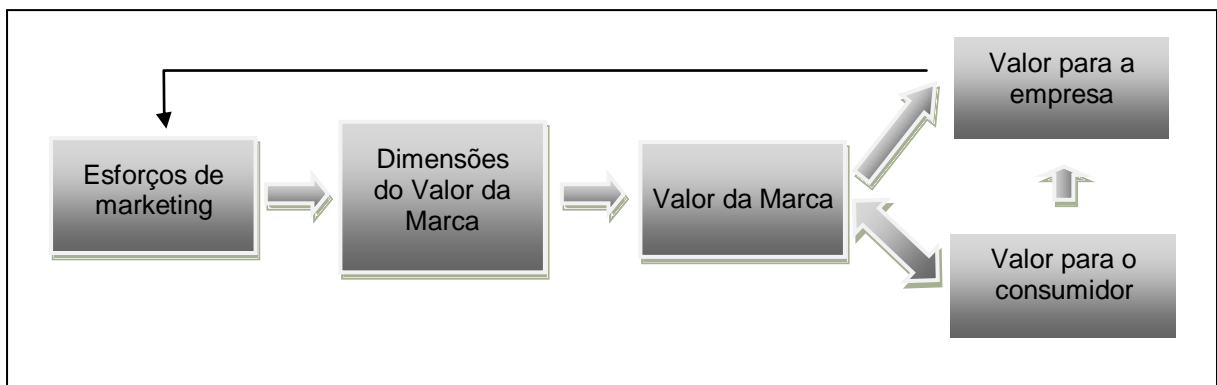 Esforços de
marketing
Dimensões
do Valor da
Marca
Valor da Marca
Valor para a
empresa
Valor para o
consumidor